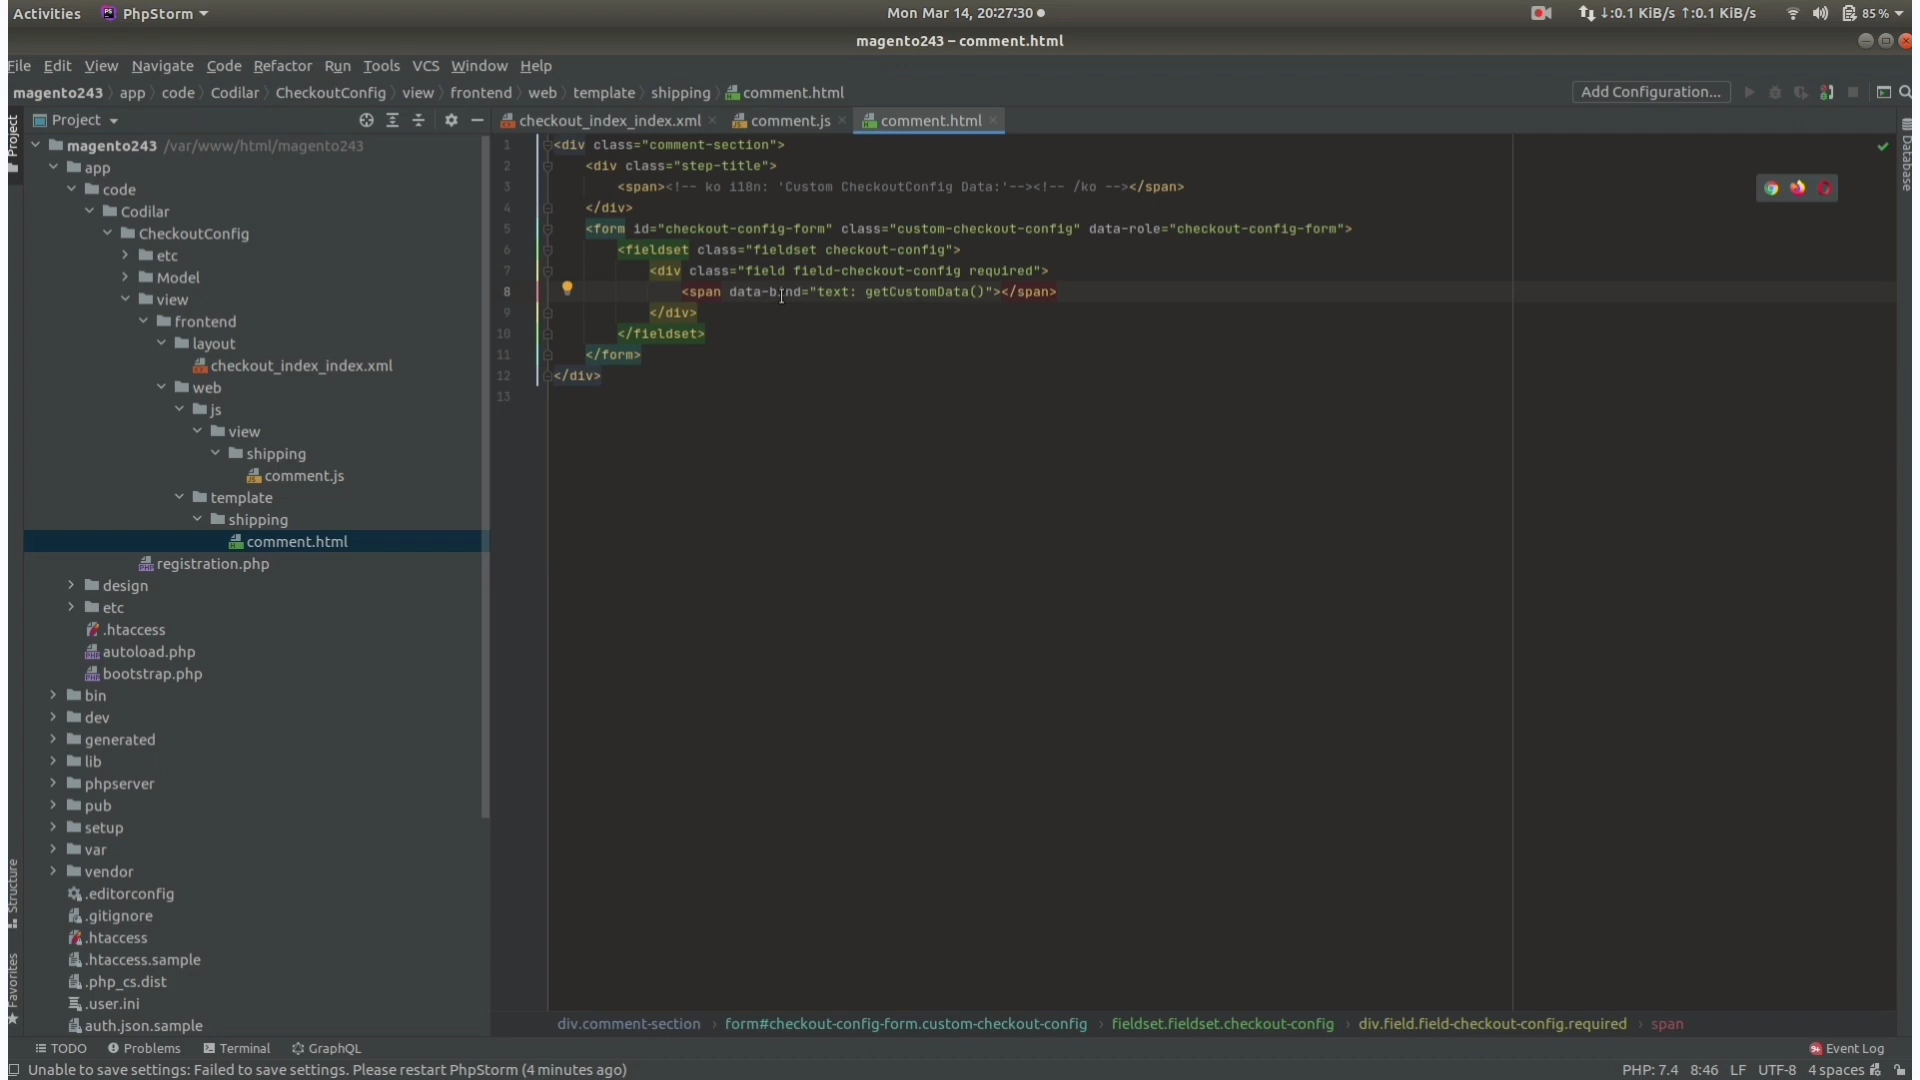 Activities PhpStorm Mon Mar 14, 20:27:30 ↓:0.1 KiB/s ↑:0.1 KiB/s 85%
magento243 – comment.html
File Edit View Navigate Code Refactor Run Tools VCS Window Help
magento243 app code Codilar CheckoutConfig view frontend web template shipping comment.html Add Configuration...
Project checkout_index_index.xml comment.js comment.html
Project
Database
Structure
Favorites
magento243 /var/www/html/magento243
app
code
Codilar
CheckoutConfig
etc
Model
view
frontend
layout
checkout_index_index.xml
web
js
view
shipping
comment.js
template
shipping
comment.html
registration.php
design
etc
.htaccess
autoload.php
bootstrap.php
bin
dev
generated
lib
phpserver
pub
setup
var
vendor
.editorconfig
.gitignore
.htaccess
.htaccess.sample
.php_cs.dist
.user.ini
auth.json.sample
1 <div class="comment-section">
2 <div class="step-title">
3 <span><!-- ko i18n: 'Custom CheckoutConfig Data:'--><!-- /ko --></span>
4 </div>
5 <form id="checkout-config-form" class="custom-checkout-config" data-role="checkout-config-form">
6 <fieldset class="fieldset checkout-config">
7 <div class="field field-checkout-config required">
8 <span data-bind="text: getCustomData()"></span>
9 </div>
10 </fieldset>
11 </form>
12 </div>
13
div.comment-section › form#checkout-config-form.custom-checkout-config › fieldset.fieldset.checkout-config › div.field.field-checkout-config.required › span
TODO Problems Terminal GraphQL 9+ Event Log
Unable to save settings: Failed to save settings. Please restart PhpStorm (4 minutes ago) PHP: 7.4 8:46 LF UTF-8 4 spaces